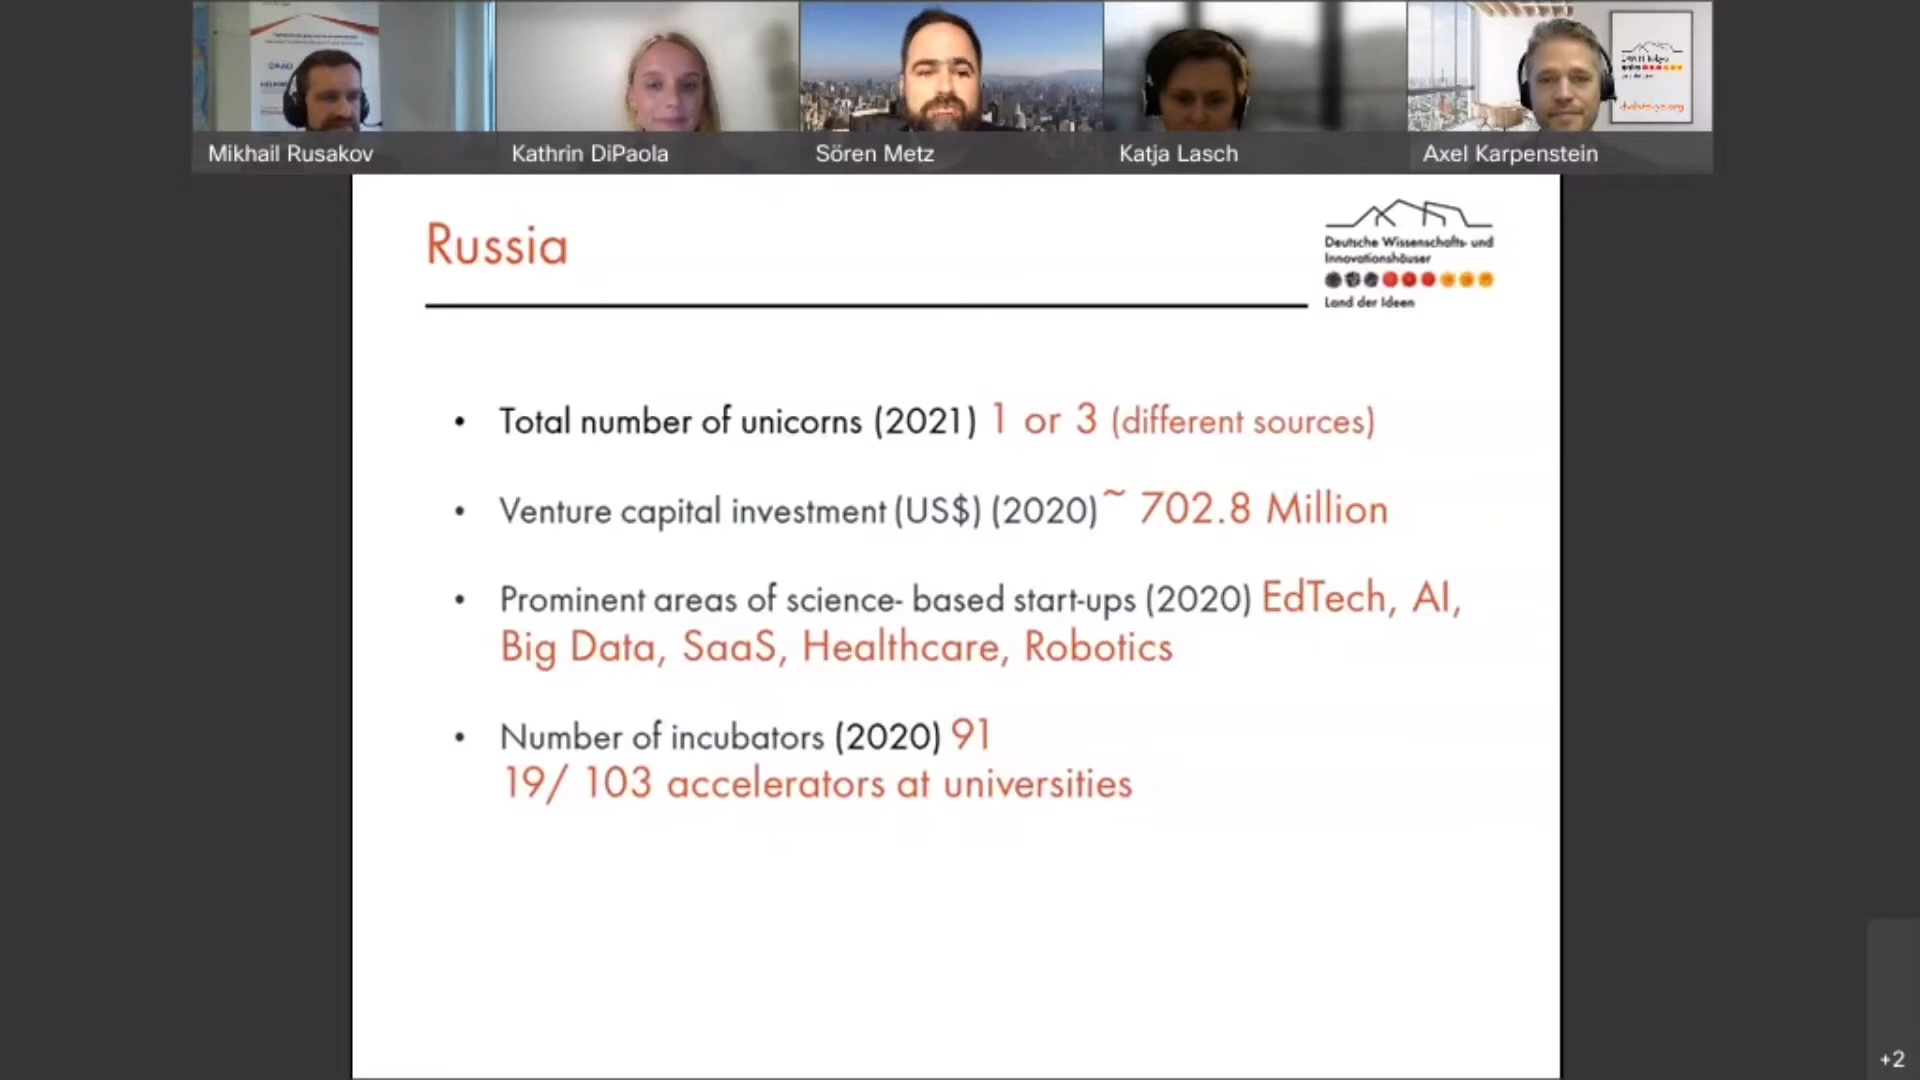 DAAD
Mikhail Rusakov
Kathrin DiPaola
Sören Metz
Katja Lasch
Axel Karpenstein
Russia
Deutsche Wissenschafts- und
Innovationshäuser
Land der Ideen
• Total number of unicorns (2021) 1 or 3 (different sources)
• Venture capital investment (US$) (2020) ~ 702.8 Million
• Prominent areas of science- based start-ups (2020) EdTech, AI,
Big Data, SaaS, Healthcare, Robotics
• Number of incubators (2020) 91
19/ 103 accelerators at universities
+2